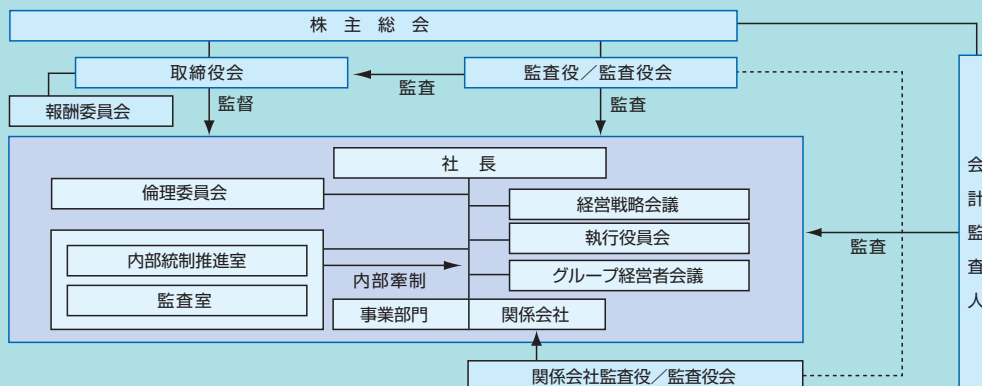 株主総会
取締役会
監査役／監査役会
監査
報酬委員会
監督
監査
社長
倫理委員会
経営戦略会議
執行役員会
内部統制推進室
監査室
内部牽制
グループ経営者会議
事業部門
関係会社
監査
会計監査人
関係会社監査役／監査役会